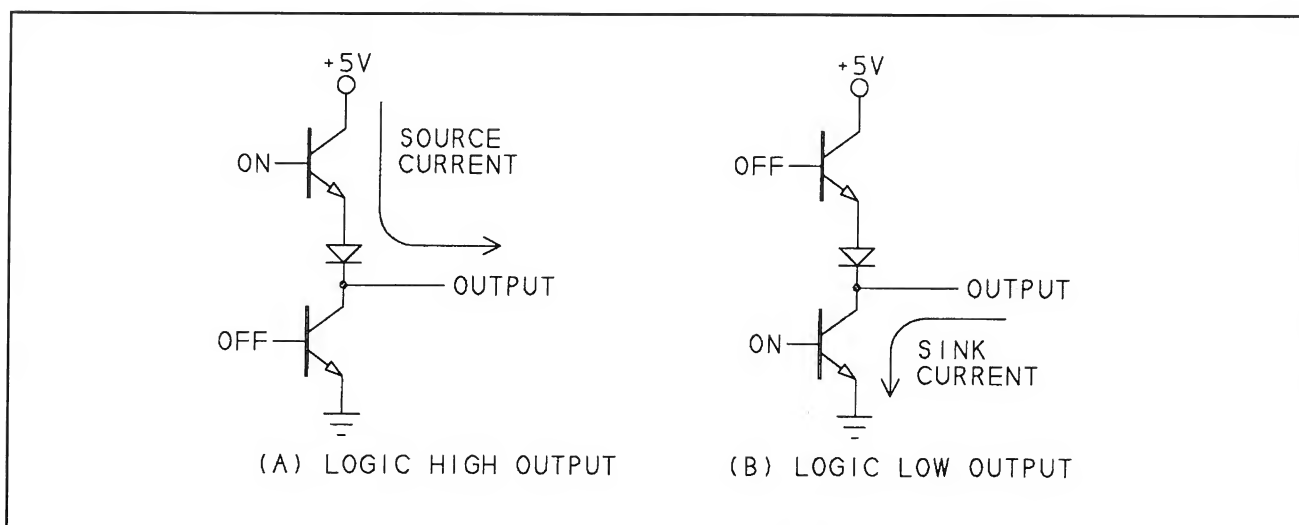 +5V
SOURCE
CURRENT
ON
OUTPUT
OFF
(A) LOGIC HIGH OUTPUT
+5V
OFF
OUTPUT
ON
SINK
CURRENT
(B) LOGIC LOW OUTPUT